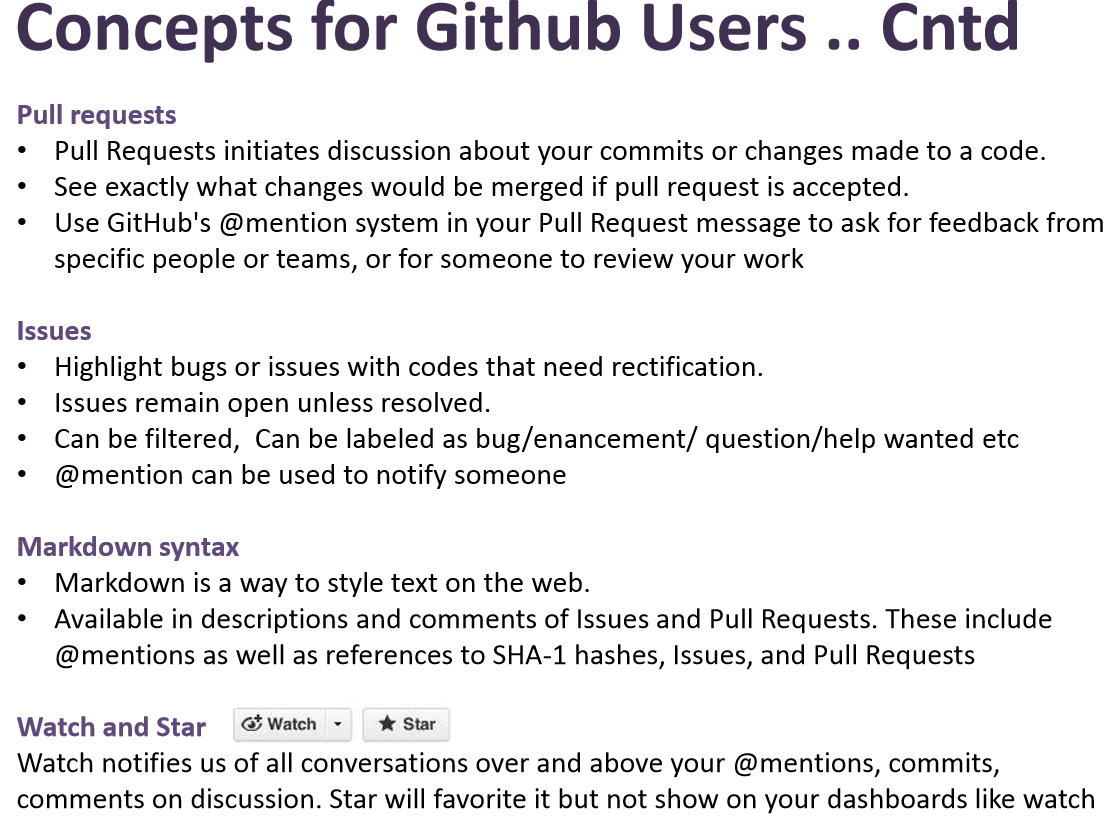 Concepts for Github Users .. Cntd
Pull requests
• Pull Requests initiates discussion about your commits or changes made to a code.
• See exactly what changes would be merged if pull request is accepted.
• Use GitHub's @mention system in your Pull Request message to ask for feedback from
specific people or teams, or for someone to review your work
Issues
• Highlight bugs or issues with codes that need rectification.
• Issues remain open unless resolved.
• Can be filtered,  Can be labeled as bug/enancement/ question/help wanted etc
• @mention can be used to notify someone
Markdown syntax
• Markdown is a way to style text on the web.
• Available in descriptions and comments of Issues and Pull Requests. These include
@mentions as well as references to SHA-1 hashes, Issues, and Pull Requests
Watch and Star Watch Star
Watch notifies us of all conversations over and above your @mentions, commits,
comments on discussion. Star will favorite it but not show on your dashboards like watch